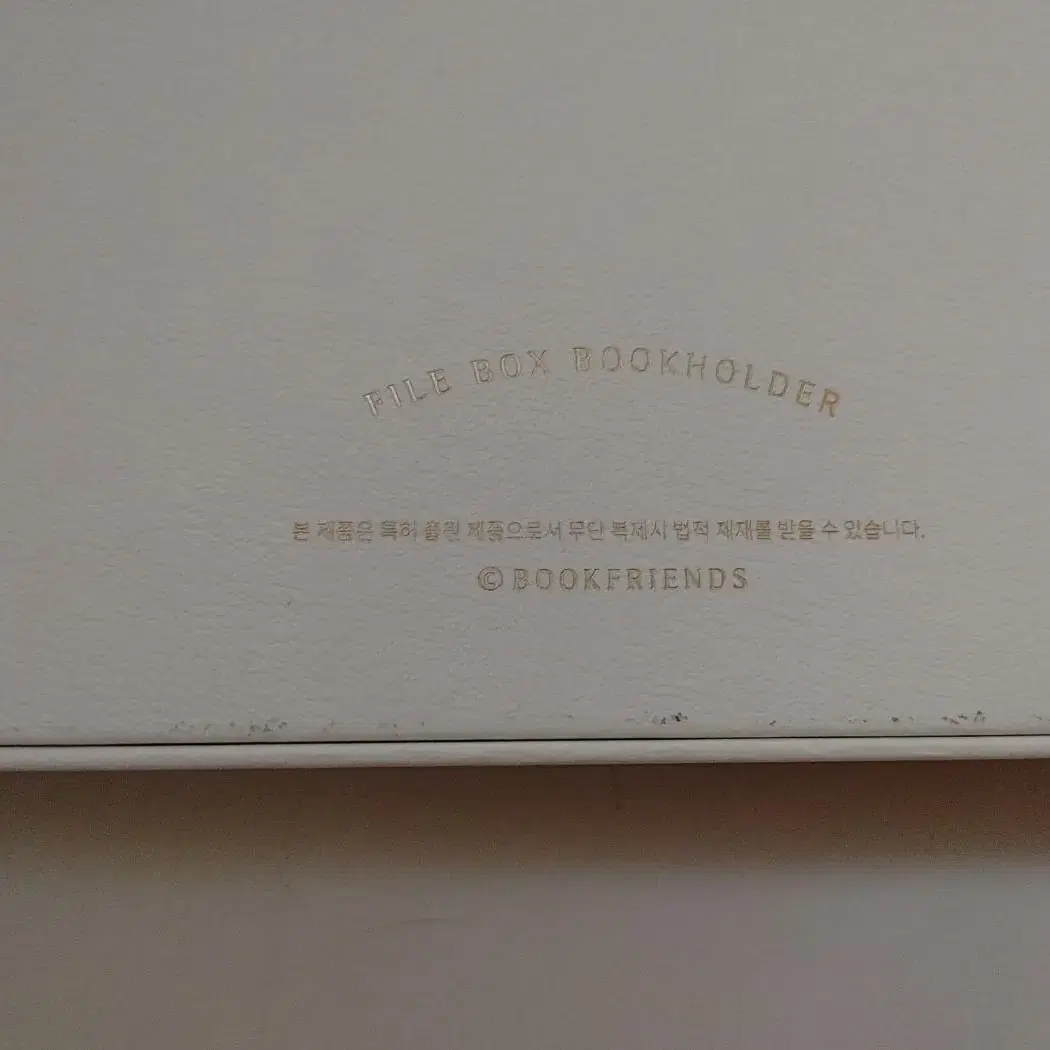 FILE BOX BOOKHOLDER
본 제품은 특허 출원 제품으로서 무단 복제시 법적 제재를 받을 수 있습니다.
©BOOKFRIENDS